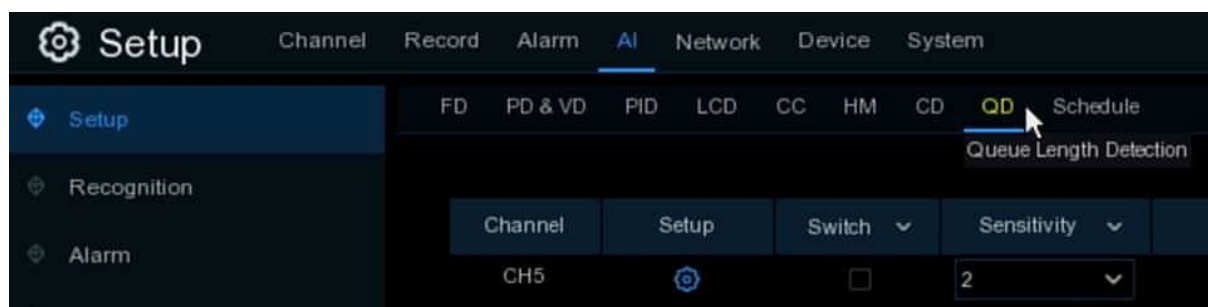 Setup Channel Record Alarm AI Network Device System
Setup
FD PD & VD PID LCD CC HM CD QD Schedule
Queue Length Detection
Recognition
Channel Setup Switch Sensitivity
Alarm
CH5 2